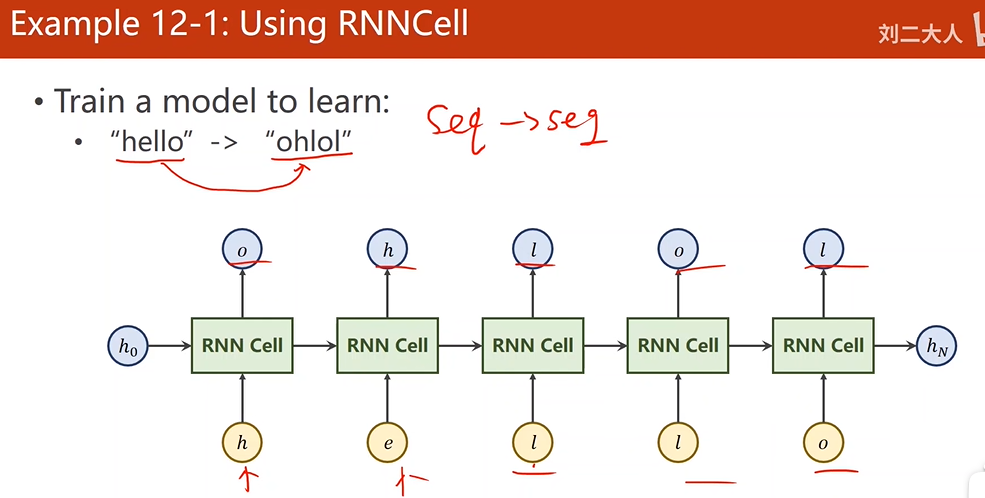 Example 12-1: Using RNNCell
刘二大人
• Train a model to learn:
• "hello" -> "ohlol"
Seq -> seq
o h l o l
h₀ RNN Cell RNN Cell RNN Cell RNN Cell RNN Cell h_N
h e l l o